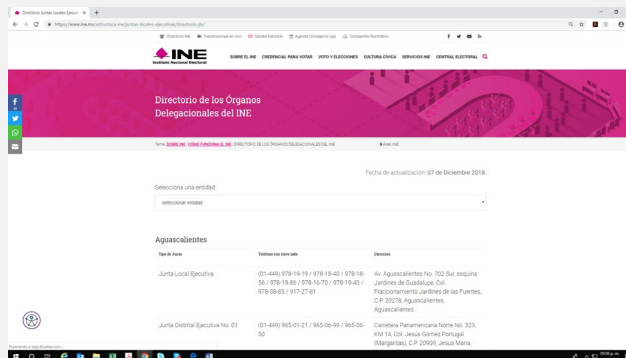 Directorio Juntas Locales Ejecut
https://www.ine.mx/estructura-ine/juntas-locales-ejecutivas/directorio-jle/
Directorio INE Transmisiones en vivo Gaceta Electoral Agenda Consejeros Compendio Normativo
INE
Instituto Nacional Electoral
SOBRE EL INE CREDENCIAL PARA VOTAR VOTO Y ELECCIONES CULTURA CÍVICA SERVICIOS INE CENTRAL ELECTORAL
Directorio de los Órganos
Delegacionales del INE
Tema: SOBRE INE CÓMO FUNCIONA EL INE DIRECTORIO DE LOS ÓRGANOS DELEGACIONALES DEL INE Área: INE
Fecha de actualización: 07 de Diciembre 2018.
Selecciona una entidad:
seleccionar entidad
Aguascalientes
Tipo de Junta Teléfono con clave lada Dirección
Junta Local Ejecutiva (01-449) 978-19-19 / 978-18-40 / 978-18-
56 / 978-19-86 / 978-16-70 / 978-19-40 /
978-38-65 / 917-27-81
Av. Aguascalientes No. 702 Sur, esquina
Jardines de Guadalupe, Col.
Fraccionamiento Jardines de las Fuentes,
C.P. 20278, Aguascalientes,
Aguascalientes.
Junta Distrital Ejecutiva No. 01 (01-449) 965-01-21 / 965-06-99 / 965-06-
50
Carretera Panamericana Norte No. 323,
KM 14, Col. Jesús Gómez Portugal
(Margaritas), C.P. 20909, Jesús María,